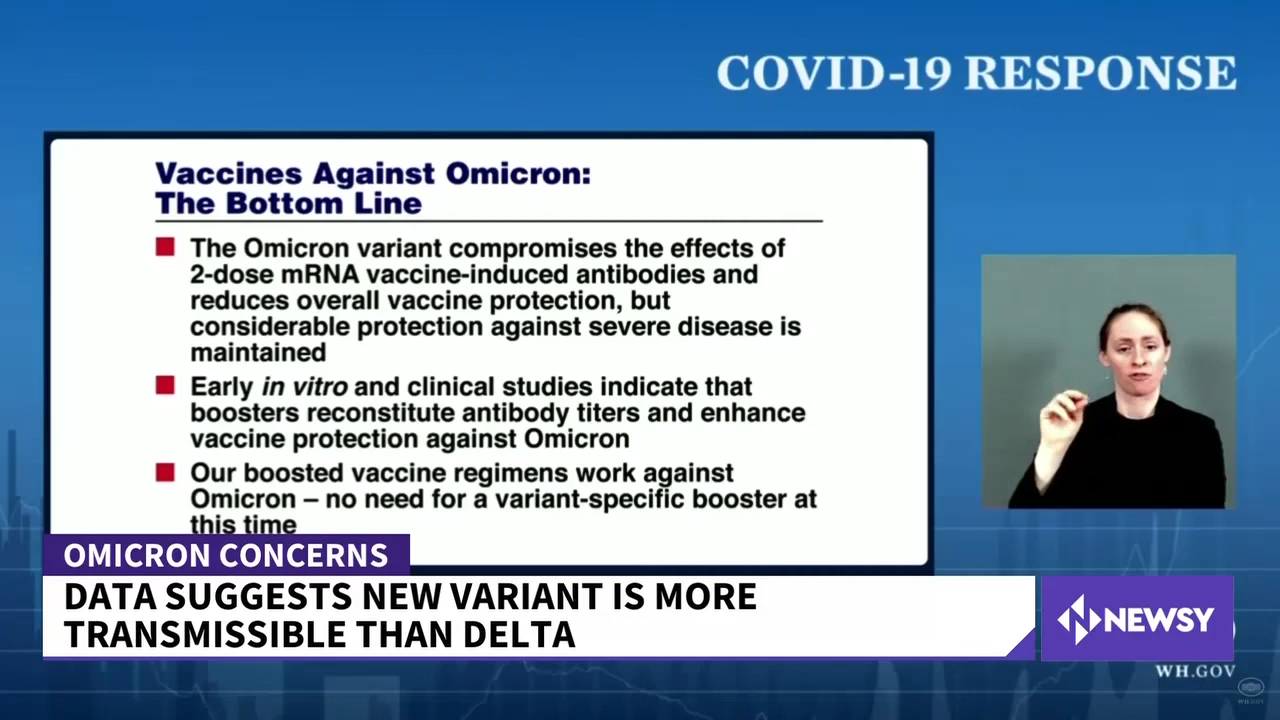 COVID-19 RESPONSE
Vaccines Against Omicron:
The Bottom Line
The Omicron variant compromises the effects of
2-dose mRNA vaccine-induced antibodies and
reduces overall vaccine protection, but
considerable protection against severe disease is
maintained
Early in vitro and clinical studies indicate that
boosters reconstitute antibody titers and enhance
vaccine protection against Omicron
Our boosted vaccine regimens work against
Omicron – no need for a variant-specific booster at
this time
OMICRON CONCERNS
DATA SUGGESTS NEW VARIANT IS MORE
TRANSMISSIBLE THAN DELTA
NEWSY
WH.GOV
WH.GOV